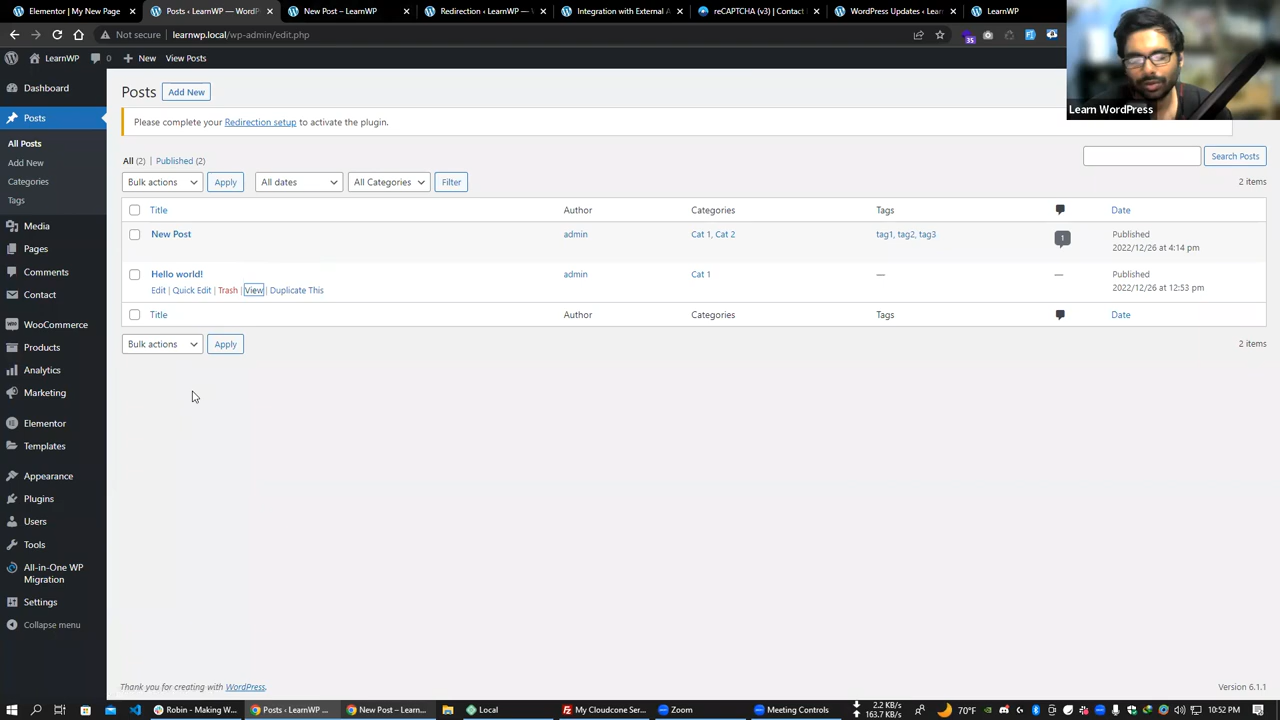 Elementor | My New Page
Posts ‹ LearnWP — WordP
New Post – LearnWP
Redirection ‹ LearnWP — V
Integration with External A
reCAPTCHA (v3) | Contact
WordPress Updates ‹ Learn
LearnWP
Not secure | learnwp.local/wp-admin/edit.php
35
LearnWP 0 New View Posts
Learn WordPress
Dashboard
Posts
All Posts
Add New
Categories
Tags
Media
Pages
Comments
Contact
WooCommerce
Products
Analytics
Marketing
Elementor
Templates
Appearance
Plugins
Users
Tools
All-in-One WP
Migration
Settings
Collapse menu
Posts Add New
Please complete your Redirection setup to activate the plugin.
All (2) | Published (2)
Search Posts
Bulk actions Apply All dates All Categories Filter 2 items
Title Author Categories Tags Date
New Post admin Cat 1, Cat 2 tag1, tag2, tag3 1 Published
2022/12/26 at 4:14 pm
Hello world! admin Cat 1 — — Published
2022/12/26 at 12:53 pm
Edit | Quick Edit | Trash | View | Duplicate This
Title Author Categories Tags Date
Bulk actions Apply 2 items
Thank you for creating with WordPress. Version 6.1.1
Robin - Making W...
Posts ‹ LearnWP ...
New Post – Learn...
Local
My Cloudcone Ser...
Zoom
Meeting Controls
2.2 KB/s
163.7 KB/s
70°F
10:52 PM